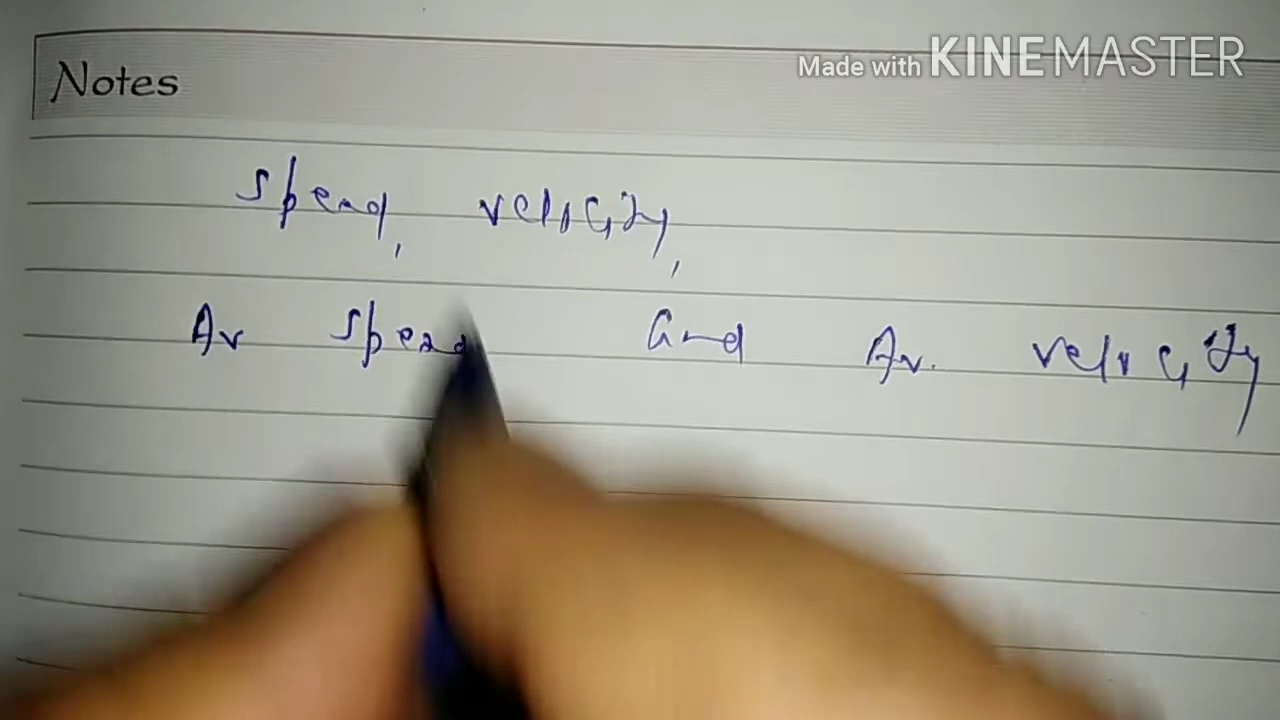 Made with KINEMASTER
Notes
Speed, velocity,
Av speed and Av. velocity